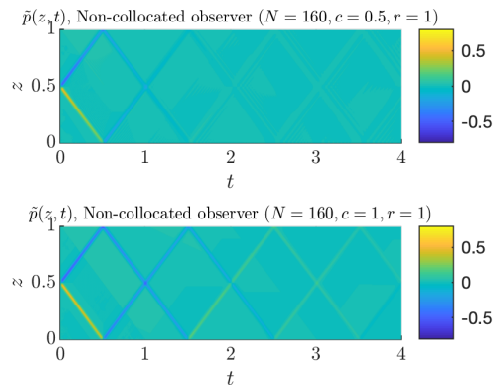 p̃(z,t), Non-collocated observer (N = 160, c = 0.5, r = 1)
1
0.5
0
z
0 1 2 3 4
t
0.5
0
-0.5
p̃(z,t), Non-collocated observer (N = 160, c = 1, r = 1)
1
0.5
0
z
0 1 2 3 4
t
0.5
0
-0.5